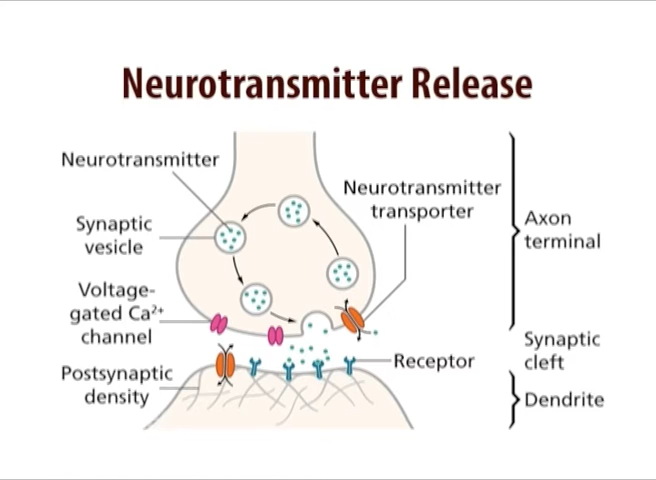 Neurotransmitter Release
Neurotransmitter
Neurotransmitter
transporter
Synaptic
vesicle
Axon
terminal
Voltage-
gated Ca²⁺
channel
Synaptic
cleft
Receptor
Postsynaptic
density
Dendrite